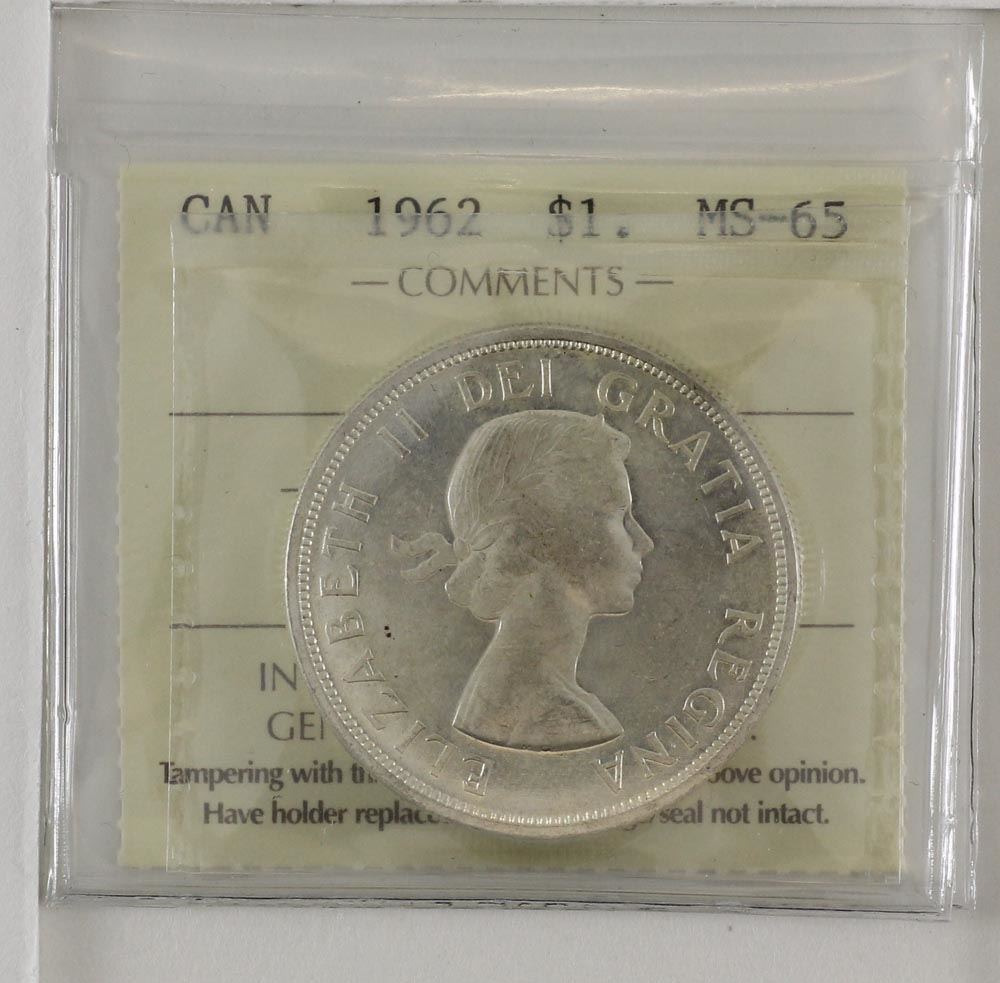 CAN 1962 $1. MS-65
— COMMENTS —
ELIZABETH II DEI GRATIA REGINA
IN
GE
Tampering with th ove opinion.
Have holder replac seal not intact.